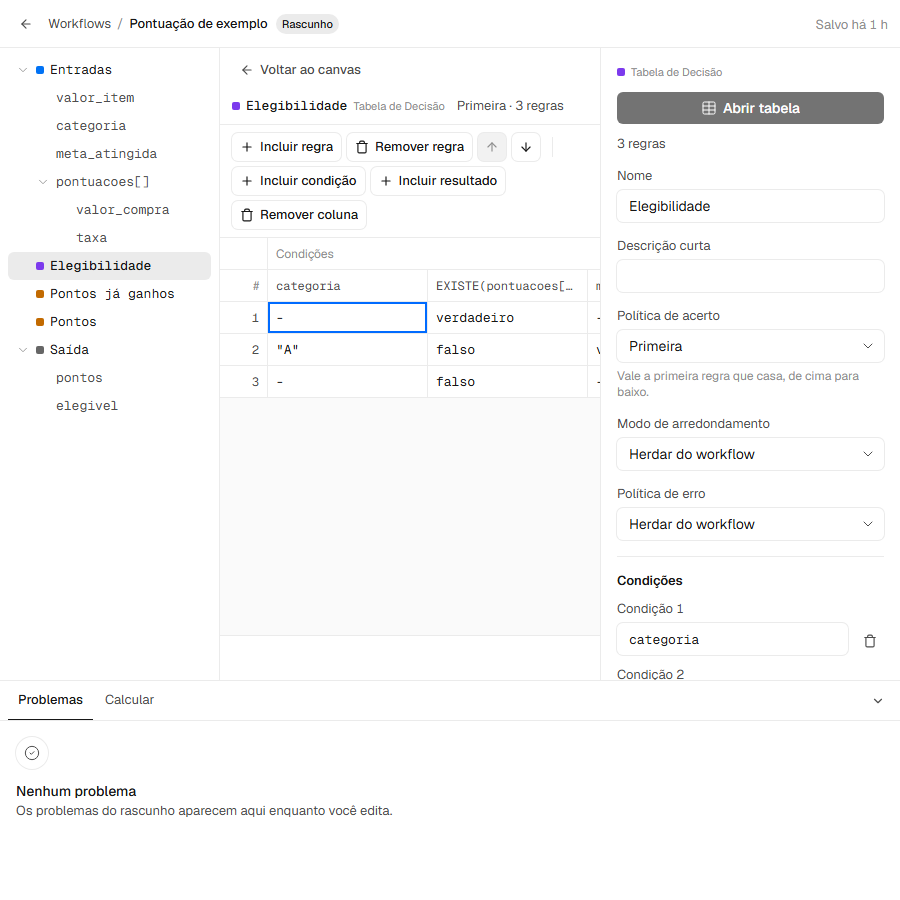 Workflows / Pontuação de exemplo Rascunho
Salvo há 1 h
Entradas
valor_item
categoria
meta_atingida
pontuacoes[]
valor_compra
taxa
Elegibilidade
Pontos já ganhos
Pontos
Saída
pontos
elegivel
Voltar ao canvas
Elegibilidade Tabela de Decisão Primeira · 3 regras
Incluir regra Remover regra
Incluir condição Incluir resultado
Remover coluna
Condições
# categoria EXISTE(pontuacoes[…
1 - verdadeiro -
2 "A" falso
3 - falso -
Tabela de Decisão
Abrir tabela
3 regras
Nome
Elegibilidade
Descrição curta
Política de acerto
Primeira
Vale a primeira regra que casa, de cima para
baixo.
Modo de arredondamento
Herdar do workflow
Política de erro
Herdar do workflow
Condições
Condição 1
categoria
Condição 2
Problemas Calcular
Nenhum problema
Os problemas do rascunho aparecem aqui enquanto você edita.